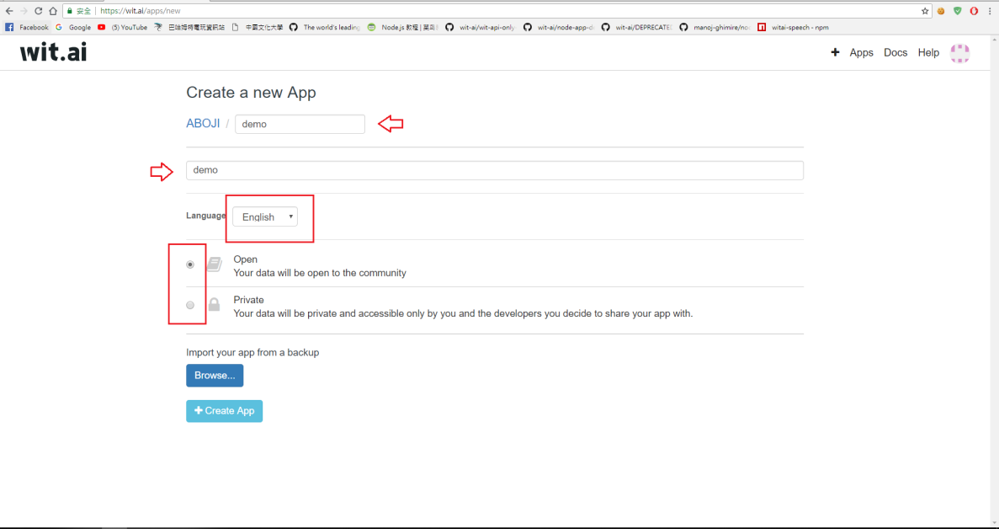 安全 https://wit.ai/apps/new
Facebook Google (5) YouTube 巴哈姆特電玩資訊站 中國文化大學 The world's leading Node.js 教程 | 菜鸟 wit-ai/wit-api-only wit-ai/node-app-d wit-ai/DEPRECATED manoj-ghimire/no witai-speech - npm
wit.ai
+ Apps Docs Help
Create a new App
ABOJI / demo
demo
Language English
Open
Your data will be open to the community
Private
Your data will be private and accessible only by you and the developers you decide to share your app with.
Import your app from a backup
Browse...
+ Create App